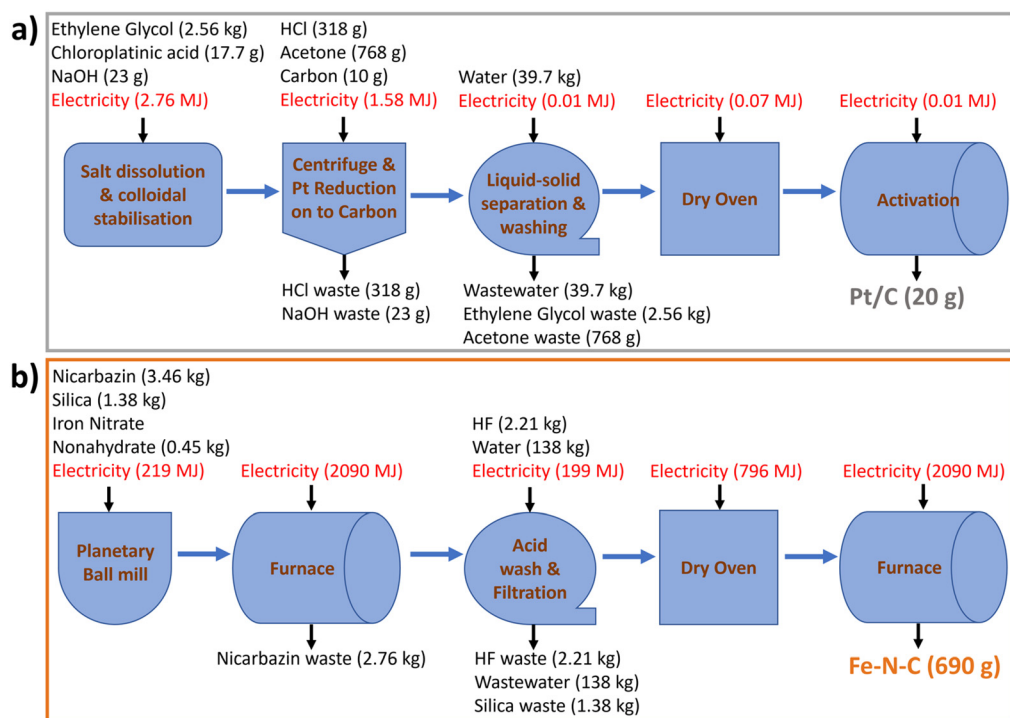 a)
Ethylene Glycol (2.56 kg)
Chloroplatinic acid (17.7 g)
NaOH (23 g)
Electricity (2.76 MJ)
HCl (318 g)
Acetone (768 g)
Carbon (10 g)
Electricity (1.58 MJ)
Water (39.7 kg)
Electricity (0.01 MJ)
Electricity (0.07 MJ)
Electricity (0.01 MJ)
Salt dissolution
& colloidal
stabilisation
Centrifuge &
Pt Reduction
on to Carbon
Liquid-solid
separation &
washing
Dry Oven
Activation
HCl waste (318 g)
NaOH waste (23 g)
Wastewater (39.7 kg)
Ethylene Glycol waste (2.56 kg)
Acetone waste (768 g)
Pt/C (20 g)
b)
Nicarbazin (3.46 kg)
Silica (1.38 kg)
Iron Nitrate
Nonahydrate (0.45 kg)
Electricity (219 MJ)
Electricity (2090 MJ)
HF (2.21 kg)
Water (138 kg)
Electricity (199 MJ)
Electricity (796 MJ)
Electricity (2090 MJ)
Planetary
Ball mill
Furnace
Acid
wash &
Filtration
Dry Oven
Furnace
Nicarbazin waste (2.76 kg)
HF waste (2.21 kg)
Wastewater (138 kg)
Silica waste (1.38 kg)
Fe-N-C (690 g)